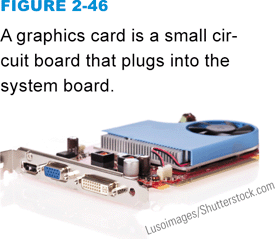 FIGURE 2-46
A graphics card is a small cir-
cuit board that plugs into the
system board.
Lusoimages/Shutterstock.com